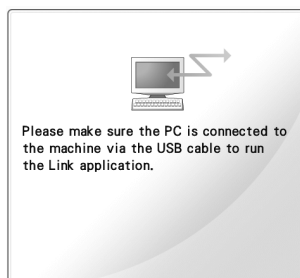 Please make sure the PC is connected to
the machine via the USB cable to run
the Link application.